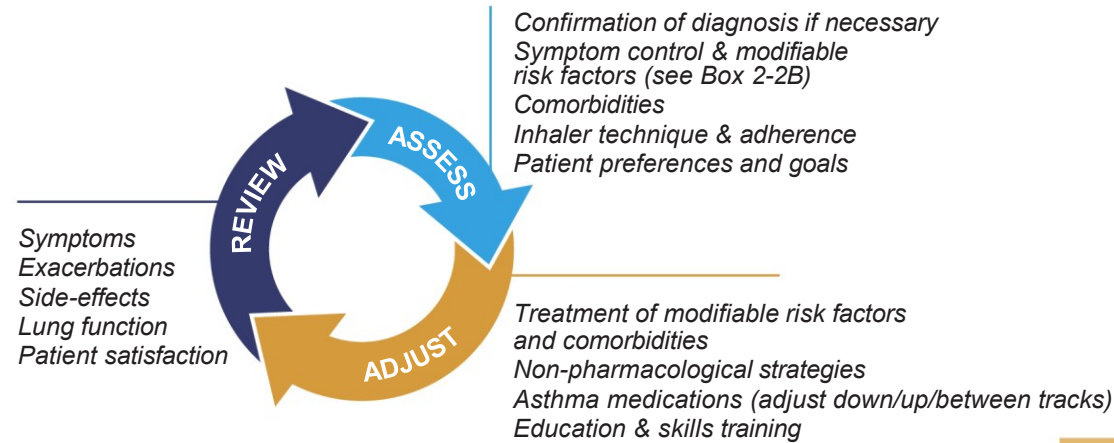 Confirmation of diagnosis if necessary
Symptom control & modifiable
risk factors (see Box 2-2B)
Comorbidities
Inhaler technique & adherence
Patient preferences and goals
ASSESS
REVIEW
Symptoms
Exacerbations
Side-effects
Lung function
Patient satisfaction
ADJUST
Treatment of modifiable risk factors
and comorbidities
Non-pharmacological strategies
Asthma medications (adjust down/up/between tracks)
Education & skills training